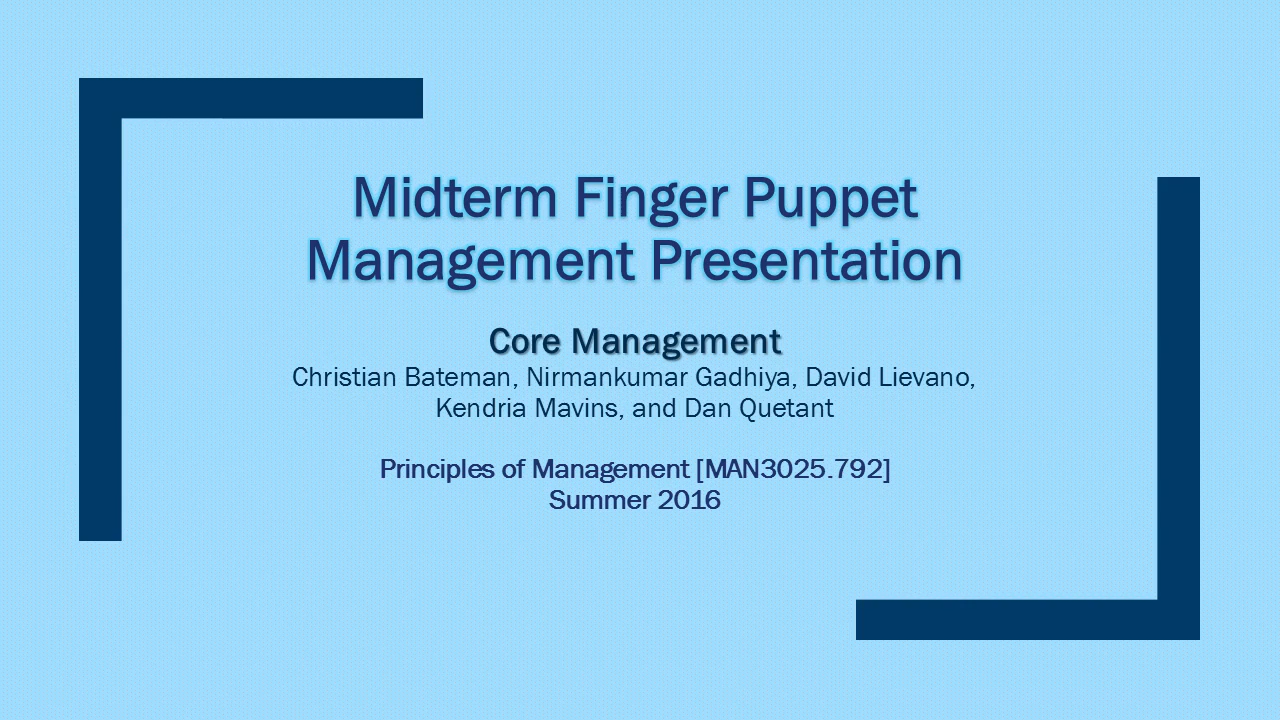 Midterm Finger Puppet
Management Presentation
Core Management
Christian Bateman, Nirmankumar Gadhiya, David Lievano,
Kendria Mavins, and Dan Quetant
Principles of Management [MAN3025.792]
Summer 2016